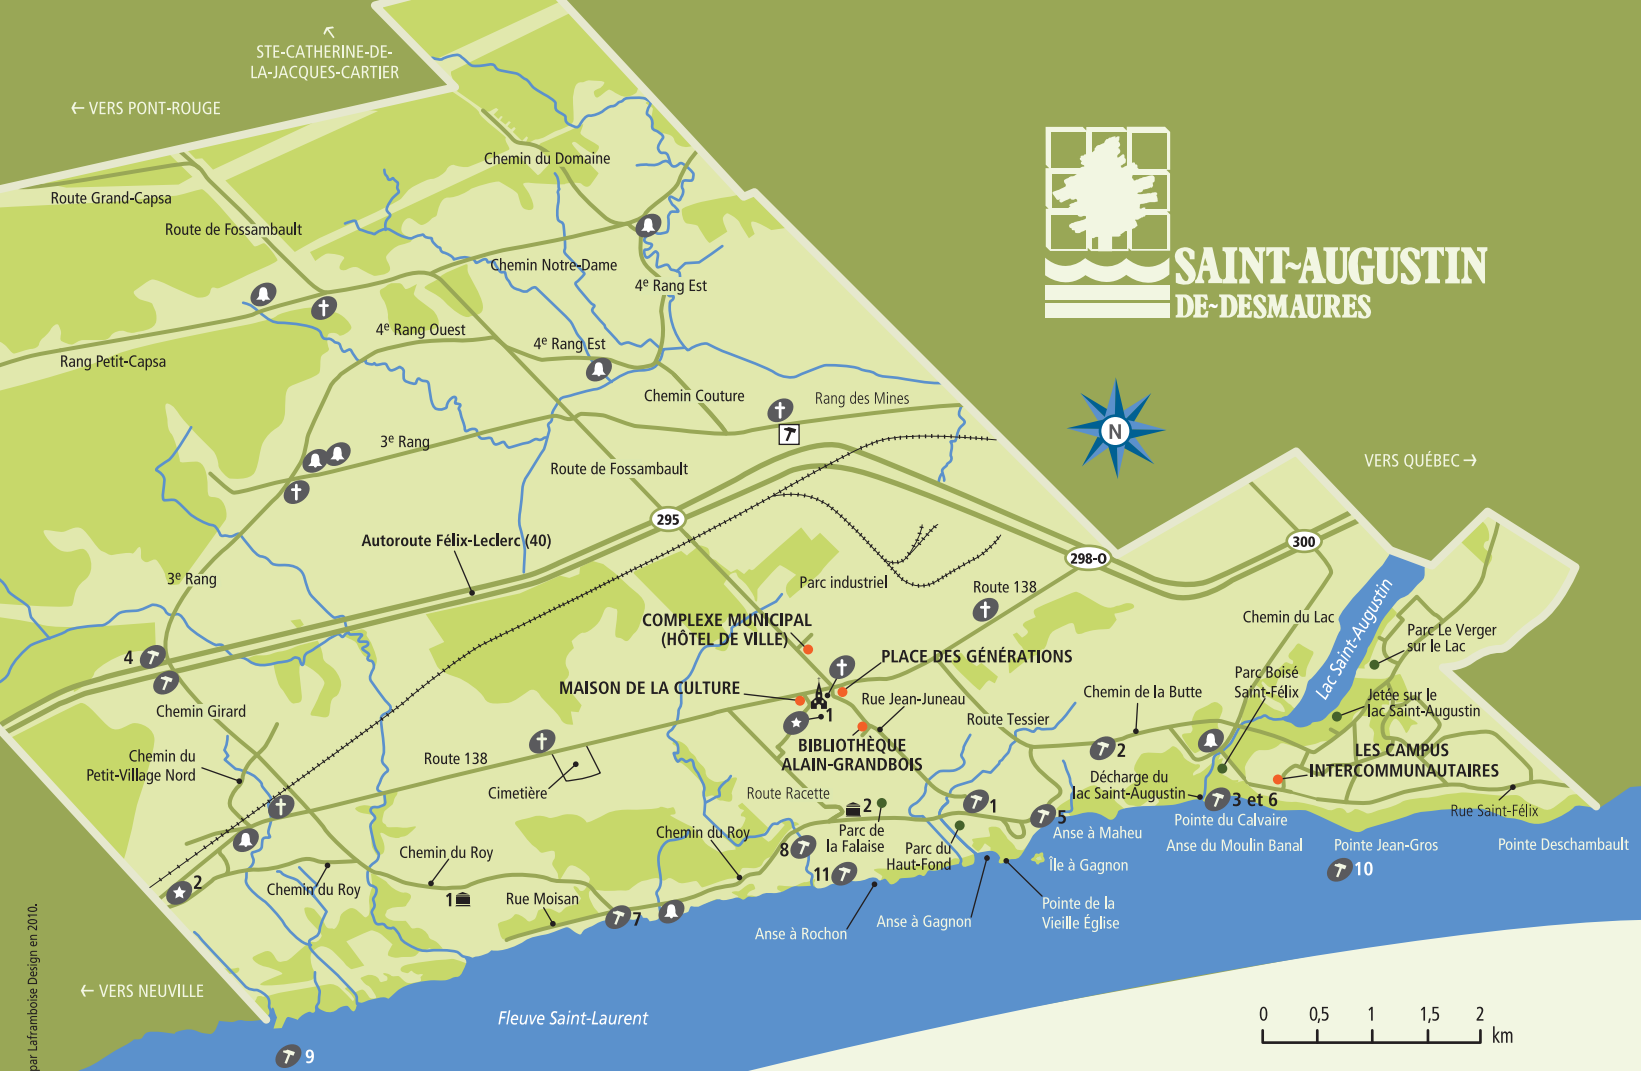 STE-CATHERINE-DE-
LA-JACQUES-CARTIER
← VERS PONT-ROUGE
Chemin du Domaine
Route Grand-Capsa
Route de Fossambault
Chemin Notre-Dame
4e Rang Est
SAINT~AUGUSTIN
DE~DESMAURES
4e Rang Ouest
4e Rang Est
Rang Petit-Capsa
Chemin Couture
Rang des Mines
N
3e Rang
Route de Fossambault
VERS QUÉBEC →
295
Autoroute Félix-Leclerc (40)
298-O
300
3e Rang
Parc industriel
Route 138
COMPLEXE MUNICIPAL
(HÔTEL DE VILLE)
Chemin du Lac
Lac Saint-Augustin
Parc Le Verger
sur le Lac
4
PLACE DES GÉNÉRATIONS
MAISON DE LA CULTURE
Rue Jean-Juneau
1
Parc Boisé
Saint-Félix
Chemin de la Butte
Jetée sur le
lac Saint-Augustin
Chemin Girard
Route Tessier
BIBLIOTHÈQUE
ALAIN-GRANDBOIS
2
LES CAMPUS
INTERCOMMUNAUTAIRES
Chemin du
Petit-Village Nord
Route 138
Cimetière
Route Racette
2
1
Décharge du
lac Saint-Augustin
3 et 6
Rue Saint-Félix
Pointe du Calvaire
5
Anse à Maheu
Chemin du Roy
Parc de
la Falaise
Parc du
Haut-Fond
Anse du Moulin Banal
Pointe Jean-Gros
Pointe Deschambault
8
11
Île à Gagnon
10
Chemin du Roy
2
Chemin du Roy
1
Rue Moisan
7
Pointe de la
Vieille Église
Anse à Gagnon
Anse à Rochon
← VERS NEUVILLE
Fleuve Saint-Laurent
9
0 0,5 1 1,5 2
km
par Laframboise Design en 2010.